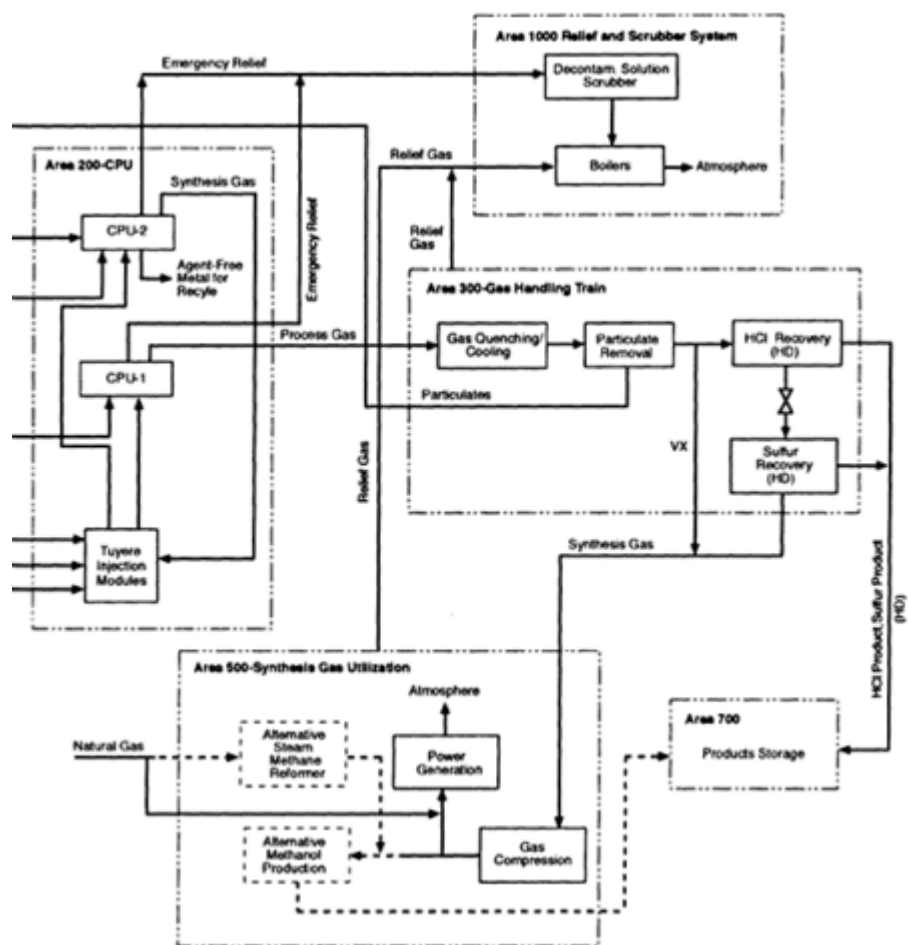 Area 1000 Relief and Scrubber System
Emergency Relief
Decontam. Solution
Scrubber
Relief Gas
Boilers
Atmosphere
Area 200-CPU
Synthesis Gas
CPU-2
Agent-Free
Metal for
Recyle
Emergency Relief
Relief
Gas
Area 300-Gas Handling Train
Process Gas
Gas Quenching/
Cooling
Particulate
Removal
HCl Recovery
(HD)
CPU-1
Particulates
VX
Sulfur
Recovery
(HD)
Relief Gas
Tuyere
Injection
Modules
Synthesis Gas
HCl Product, Sulfur Product
(HD)
Area 500-Synthesis Gas Utilization
Atmosphere
Area 700
Products Storage
Natural Gas
Alternative
Steam
Methane
Reformer
Power
Generation
Alternative
Methanol
Production
Gas
Compression